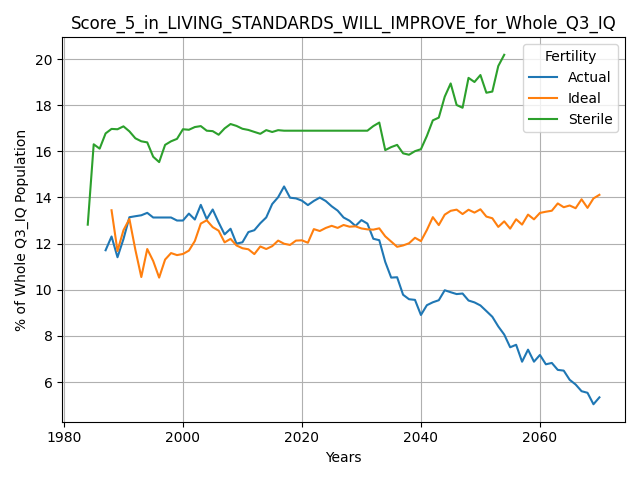 Score_5_in_LIVING_STANDARDS_WILL_IMPROVE_for_Whole_Q3_IQ
Fertility
Actual
Ideal
Sterile
% of Whole Q3_IQ Population
20
18
16
14
12
10
8
6
1980
2000
2020
2040
2060
Years